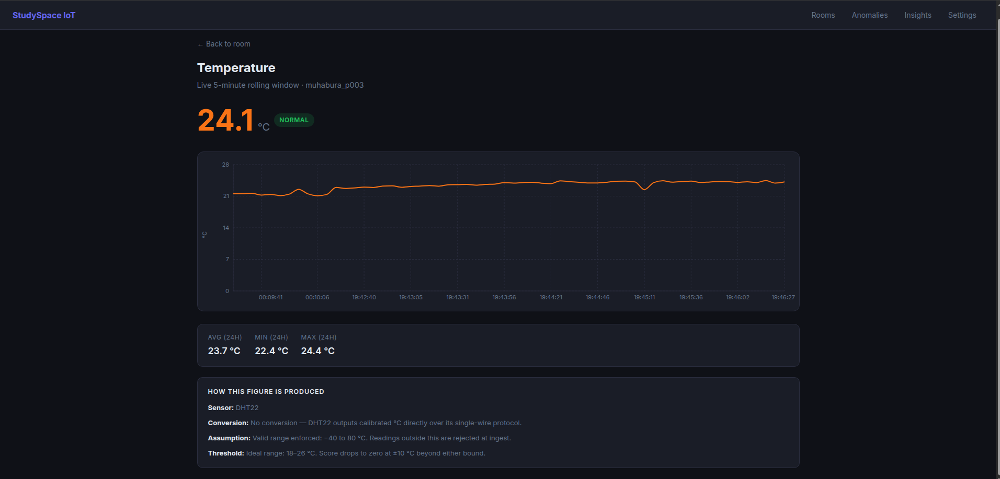 StudySpace IoT
Rooms Anomalies Insights Settings
← Back to room
Temperature
Live 5-minute rolling window · muhabura_p003
24.1 °C NORMAL
28
21
14
7
0
°C
00:09:41 00:10:06 19:42:40 19:43:05 19:43:31 19:43:56 19:44:21 19:44:46 19:45:11 19:45:36 19:46:02 19:46:27
AVG (24H) MIN (24H) MAX (24H)
23.7 °C 22.4 °C 24.4 °C
HOW THIS FIGURE IS PRODUCED
Sensor: DHT22
Conversion: No conversion — DHT22 outputs calibrated °C directly over its single-wire protocol.
Assumption: Valid range enforced: −40 to 80 °C. Readings outside this are rejected at ingest.
Threshold: Ideal range: 18–26 °C. Score drops to zero at ±10 °C beyond either bound.